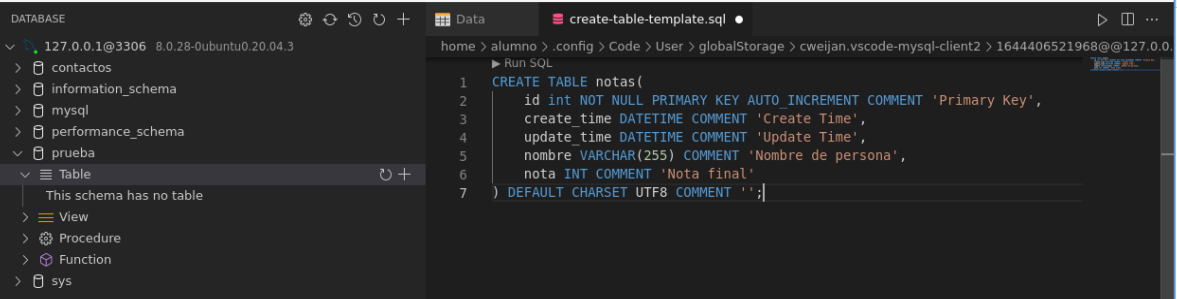 DATABASE
127.0.0.1@3306 8.0.28-0ubuntu0.20.04.3
contactos
information_schema
mysql
performance_schema
prueba
Table
This schema has no table
View
Procedure
Function
sys
Data
create-table-template.sql
home > alumno > .config > Code > User > globalStorage > cweijan.vscode-mysql-client2 > 1644406521968@@127.0.0.
Run SQL
1 CREATE TABLE notas(
2 id int NOT NULL PRIMARY KEY AUTO_INCREMENT COMMENT 'Primary Key',
3 create_time DATETIME COMMENT 'Create Time',
4 update_time DATETIME COMMENT 'Update Time',
5 nombre VARCHAR(255) COMMENT 'Nombre de persona',
6 nota INT COMMENT 'Nota final'
7 ) DEFAULT CHARSET UTF8 COMMENT '';